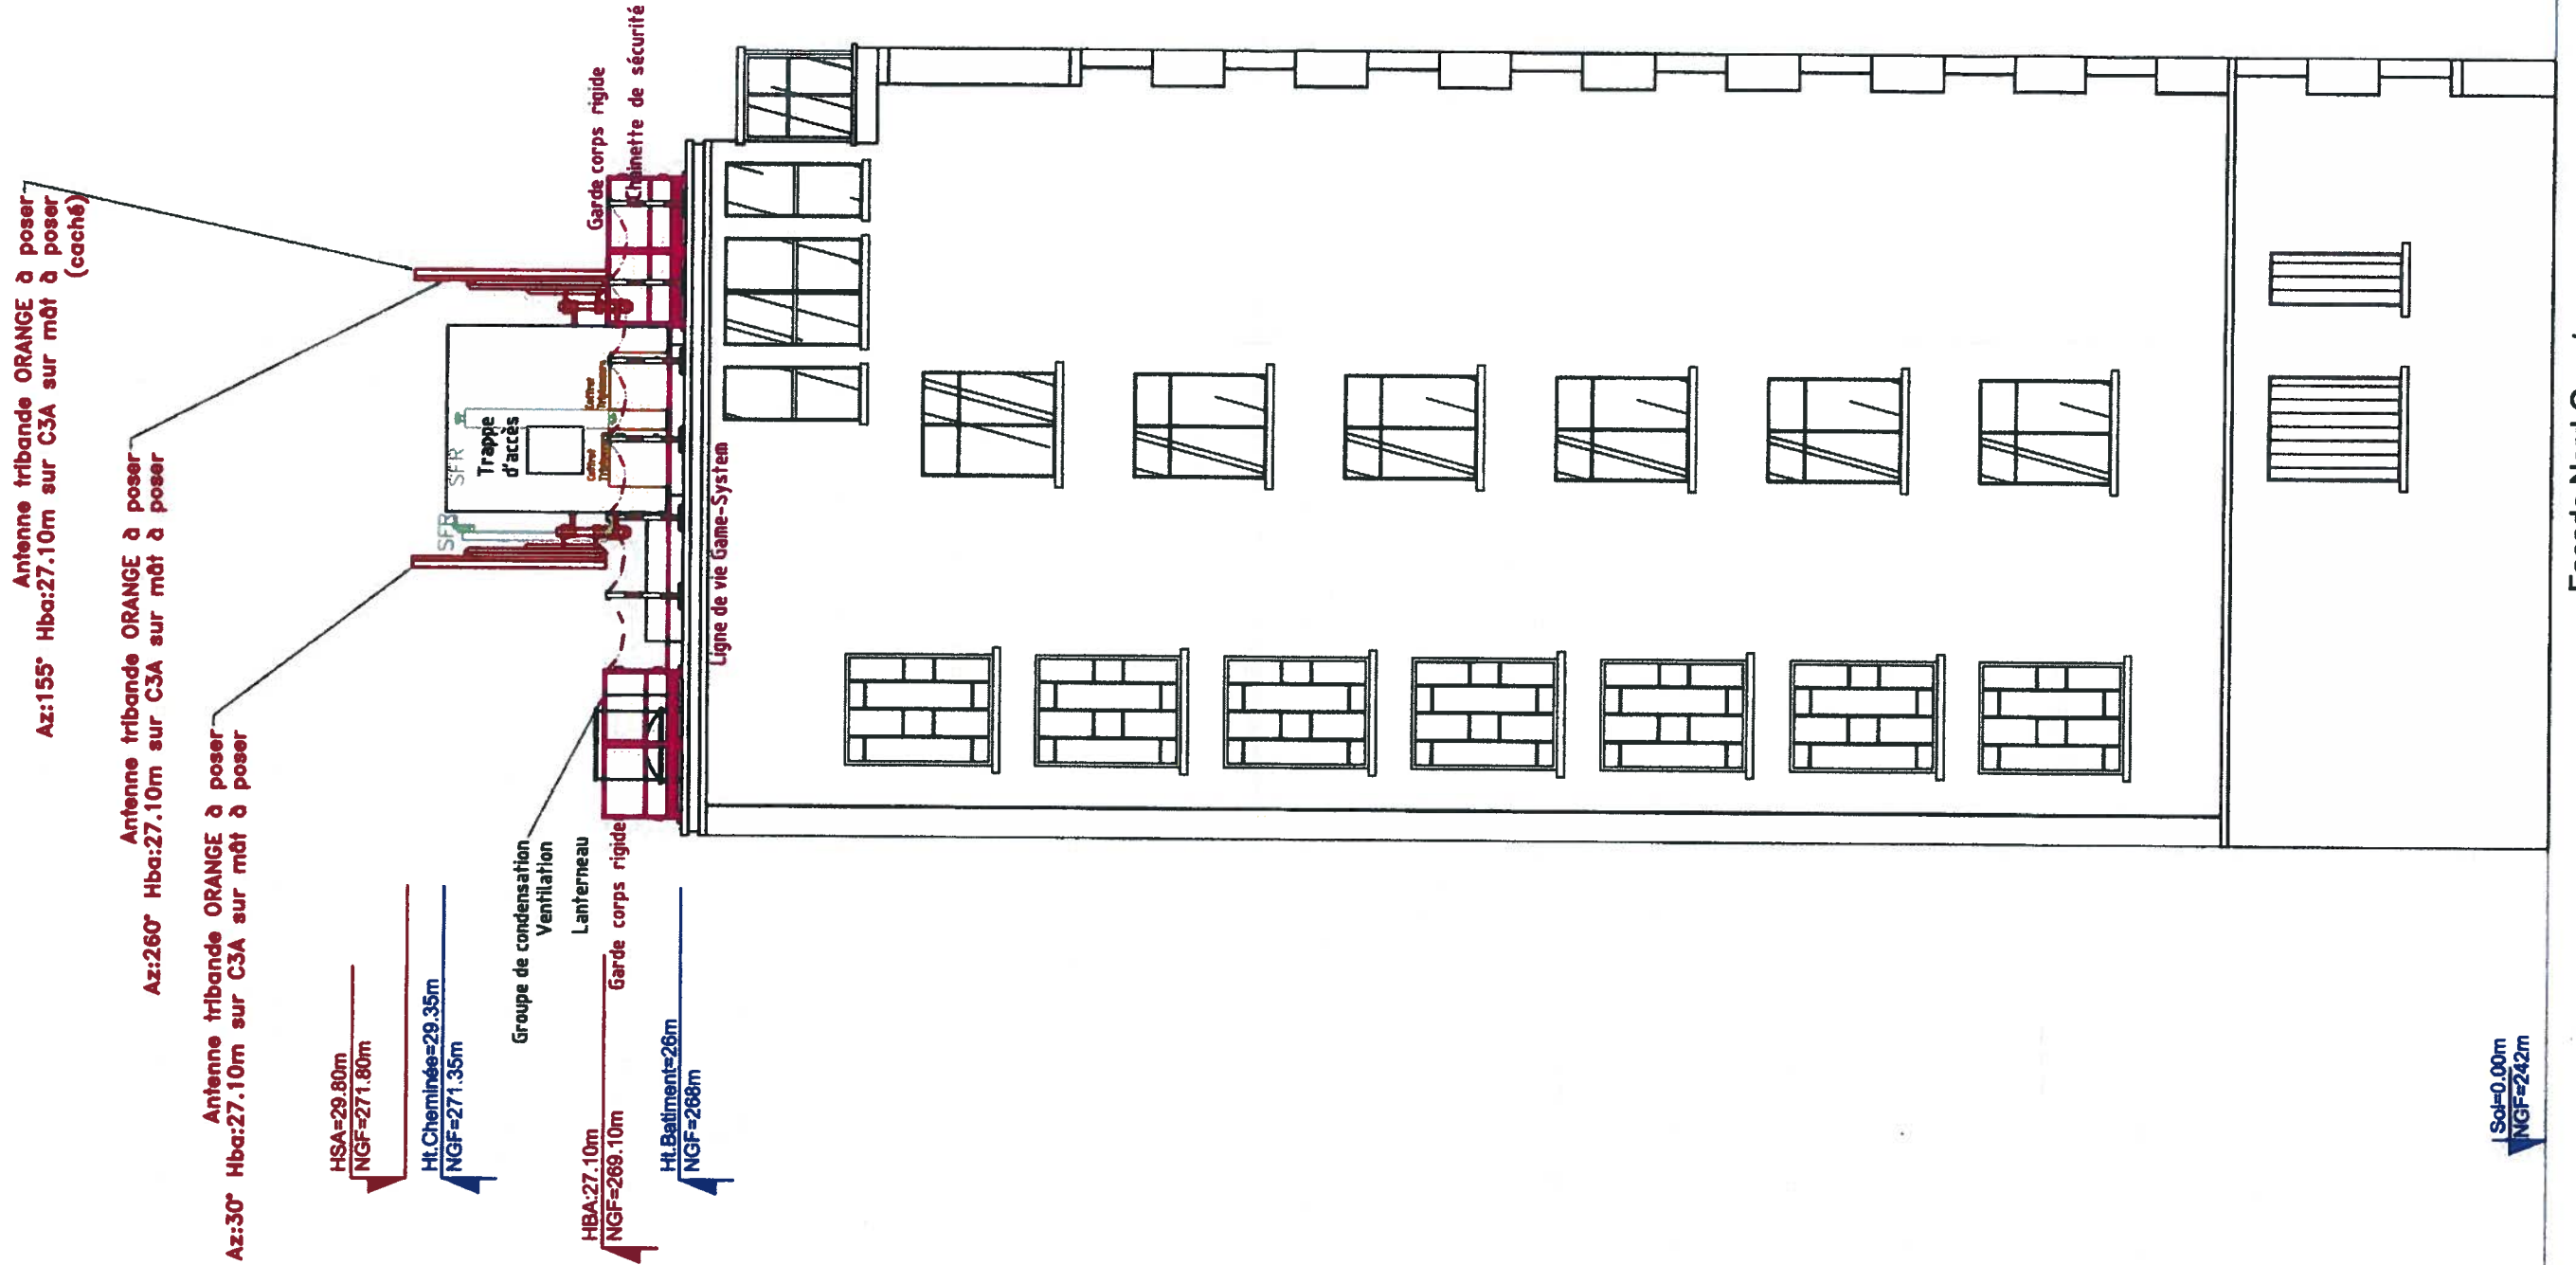 Antenne tribande ORANGE à poser
Az:155° Hba:27.10m sur C3A sur mât à poser
(caché)
Antenne tribande ORANGE à poser
Az:260° Hba:27.10m sur C3A sur mât à poser
Antenne tribande ORANGE à poser
Az:30° Hba:27.10m sur C3A sur mât à poser
HSA=29.80m
NGF=271.80m
Ht.Cheminée=29.35m
NGF=271.35m
SFR
SFR
Trappe
d'accès
Coffret
Coffret
Groupe de condensation
Ventilation
Lanterneau
Garde corps rigide
Chainette de sécurité
HBA:27.10m
NGF=269.10m
Garde corps rigide
Ht.Batiment=26m
NGF=268m
Ligne de vie Game-System
Sol=0.00m
NGF=242m